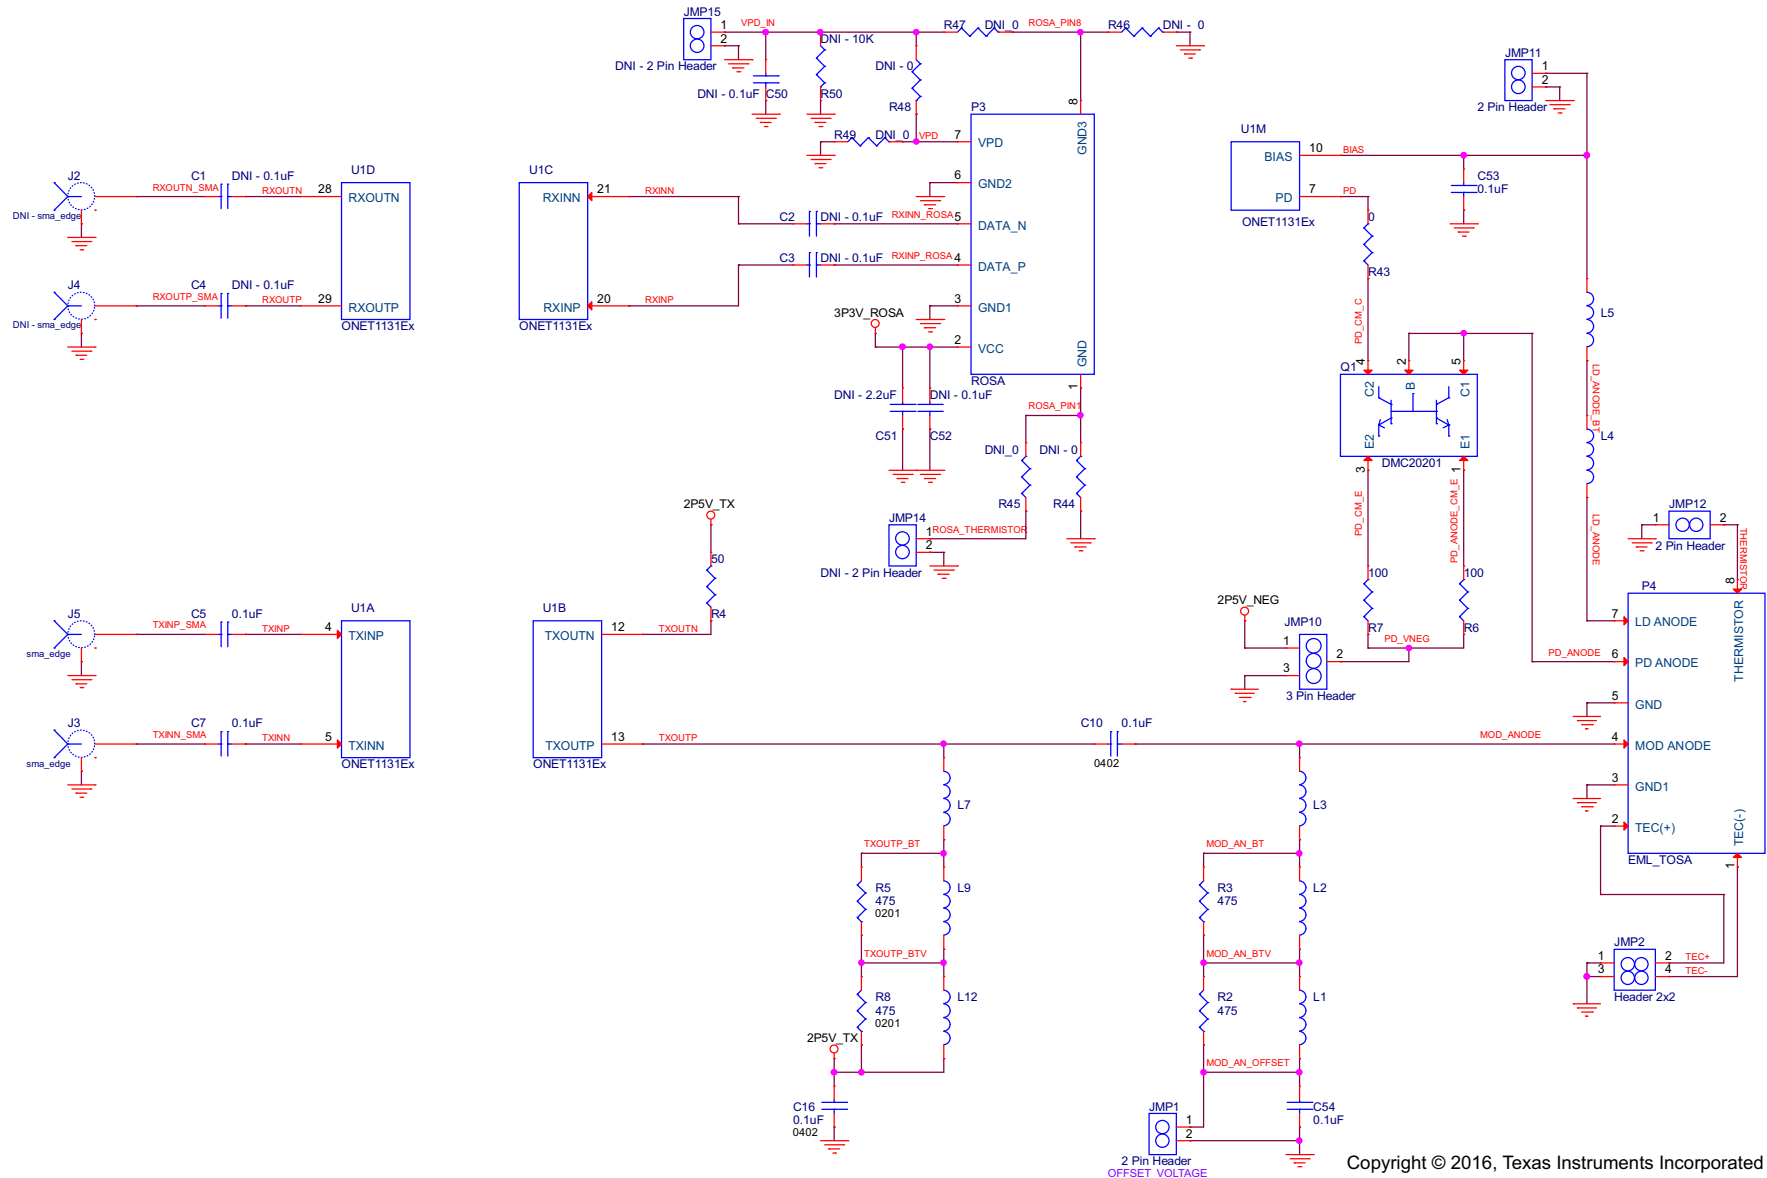 JMP15
1
2
VPD_IN
DNI - 2 Pin Header
DNI - 0.1uF
C50
DNI - 10K
R50
DNI - 0
R48
R47
DNI_0
ROSA_PIN8
R46
DNI - 0
R49
DNI_0
VPD
P3
8
GND3
7
VPD
6
GND2
5
DATA_N
4
DATA_P
3
GND1
2
VCC
GND
1
ROSA
J2
DNI - sma_edge
RXOUTN_SMA
C1
DNI - 0.1uF
RXOUTN
28
U1D
RXOUTN
J4
DNI - sma_edge
RXOUTP_SMA
C4
DNI - 0.1uF
RXOUTP
29
RXOUTP
ONET1131Ex
U1C
RXINN
21
RXINN
C2
DNI - 0.1uF
RXINN_ROSA
C3
DNI - 0.1uF
RXINP_ROSA
RXINP
20
RXINP
ONET1131Ex
3P3V_ROSA
DNI - 2.2uF
C51
DNI - 0.1uF
C52
ROSA_PIN1
DNI_0
R45
DNI - 0
R44
JMP14
1
2
ROSA_THERMISTOR
DNI - 2 Pin Header
JMP11
1
2
2 Pin Header
U1M
BIAS
10
BIAS
PD
7
PD
ONET1131Ex
C53
0.1uF
0
R43
PD_CM_C
L5
LD_ANODE_BT
L4
LD_ANODE
Q1
4
2
5
C2
B
C1
E2
E1
3
1
DMC20201
PD_CM_E
PD_ANODE_CM_E
100
R7
100
R6
PD_VNEG
2P5V_NEG
JMP10
1
3
2
3 Pin Header
JMP12
1
2
2 Pin Header
THERMISTOR
P4
8
THERMISTOR
7
LD ANODE
PD_ANODE
6
PD ANODE
5
GND
MOD_ANODE
4
MOD ANODE
3
GND1
2
TEC(+)
TEC(-)
1
EML_TOSA
JMP2
1
3
2
4
TEC+
TEC-
Header 2x2
J5
sma_edge
TXINP_SMA
C5
0.1uF
TXINP
4
U1A
TXINP
J3
sma_edge
TXINN_SMA
C7
0.1uF
TXINN
5
TXINN
ONET1131Ex
2P5V_TX
50
R4
U1B
TXOUTN
12
TXOUTN
TXOUTP
13
TXOUTP
ONET1131Ex
C10
0.1uF
0402
L7
TXOUTP_BT
R5
475
0201
L9
TXOUTP_BTV
R8
475
0201
L12
2P5V_TX
C16
0.1uF
0402
L3
MOD_AN_BT
R3
475
L2
MOD_AN_BTV
R2
475
L1
MOD_AN_OFFSET
JMP1
1
2
C54
0.1uF
2 Pin Header
OFFSET VOLTAGE
Copyright © 2016, Texas Instruments Incorporated